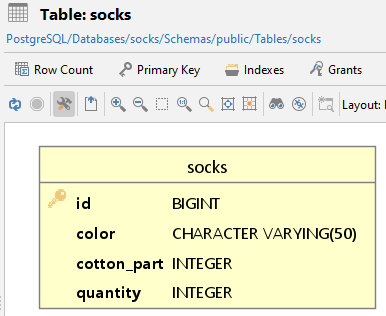 Table: socks
PostgreSQL/Databases/socks/Schemas/public/Tables/socks
Row Count Primary Key Indexes Grants
Layout:
socks
id BIGINT
color CHARACTER VARYING(50)
cotton_part INTEGER
quantity INTEGER